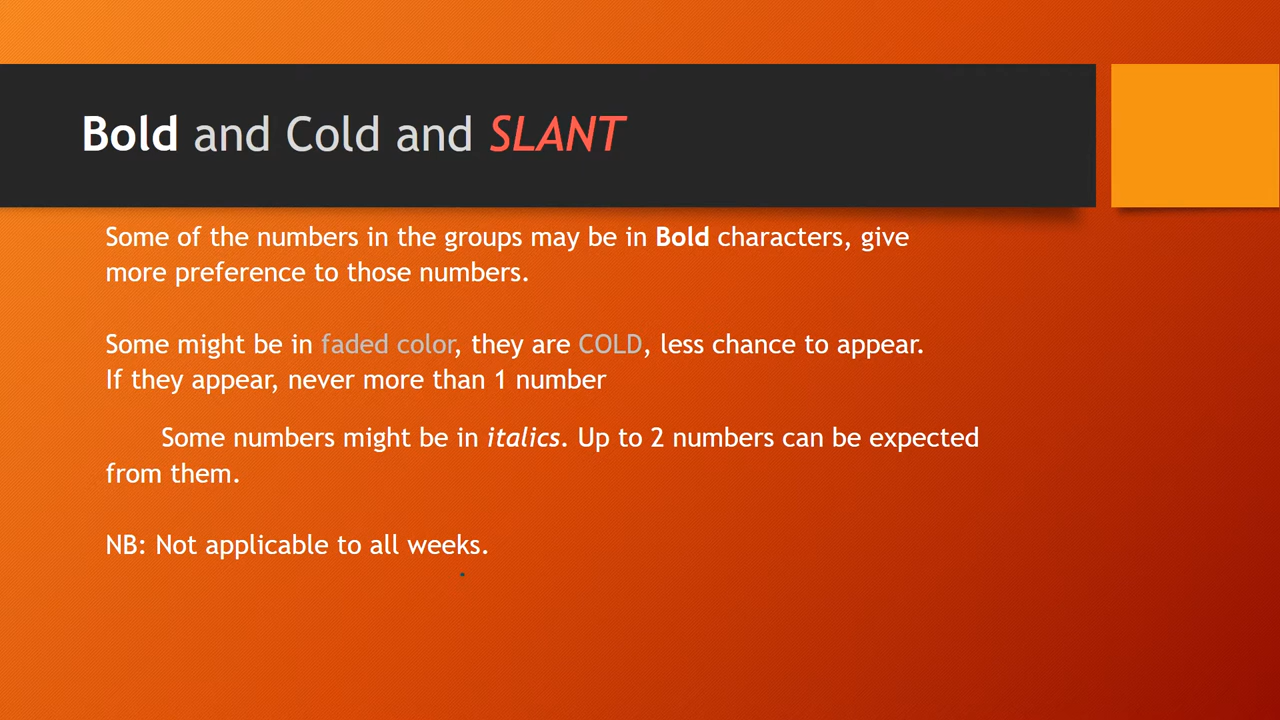 Bold and Cold and SLANT
Some of the numbers in the groups may be in Bold characters, give
more preference to those numbers.
Some might be in faded color, they are COLD, less chance to appear.
If they appear, never more than 1 number
Some numbers might be in italics. Up to 2 numbers can be expected
from them.
NB: Not applicable to all weeks.